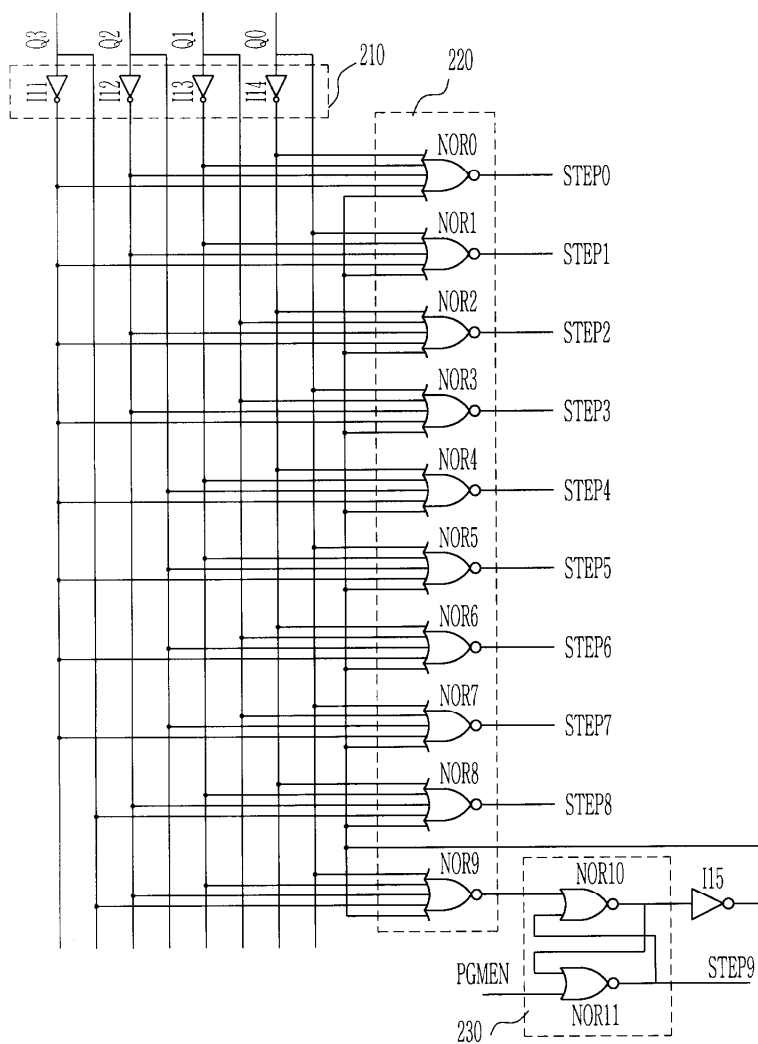 Q3 Q2 Q1 Q0
I11 I12 I13 I14
210
220
NOR0
STEP0
NOR1
STEP1
NOR2
STEP2
NOR3
STEP3
NOR4
STEP4
NOR5
STEP5
NOR6
STEP6
NOR7
STEP7
NOR8
STEP8
NOR9
NOR10
I15
PGMEN
STEP9
NOR11
230